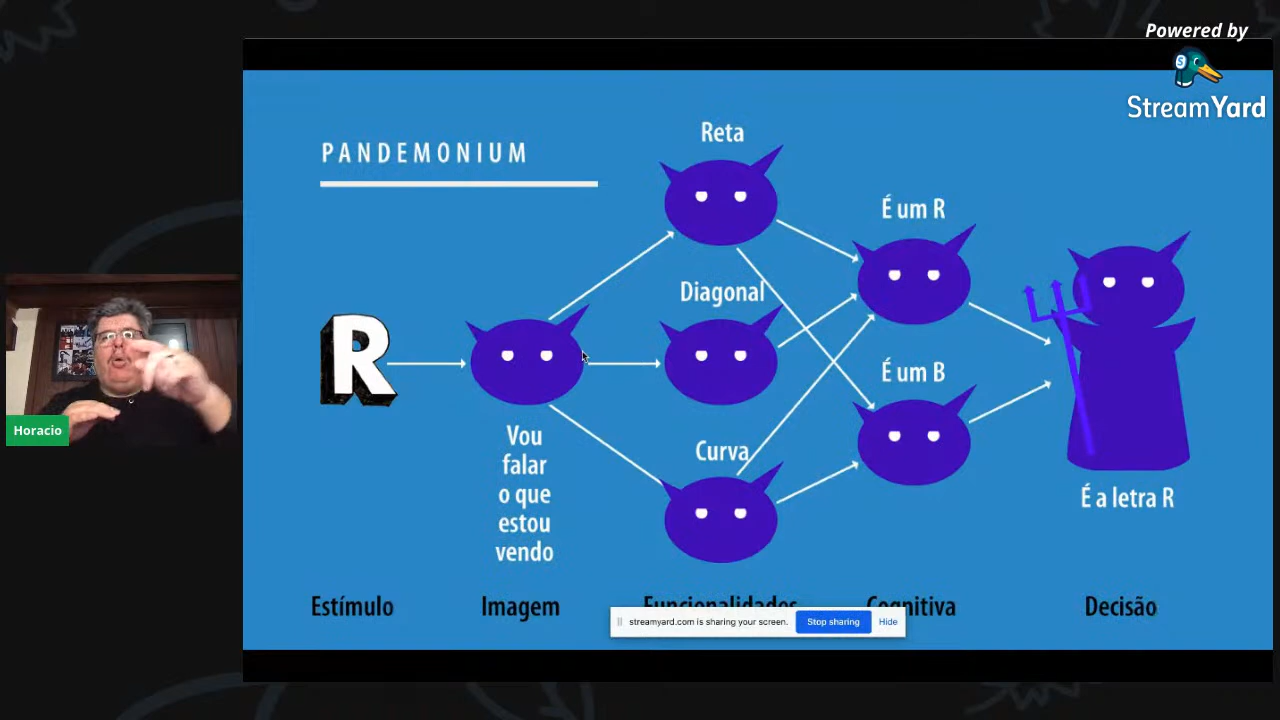 Powered by
StreamYard
PANDEMONIUM
Reta
Diagonal
Curva
É um R
É um B
R
Vou
falar
o que
estou
vendo
É a letra R
Horacio
Estímulo
Imagem
Funcionalidades
Cognitiva
Decisão
streamyard.com is sharing your screen.
Stop sharing
Hide